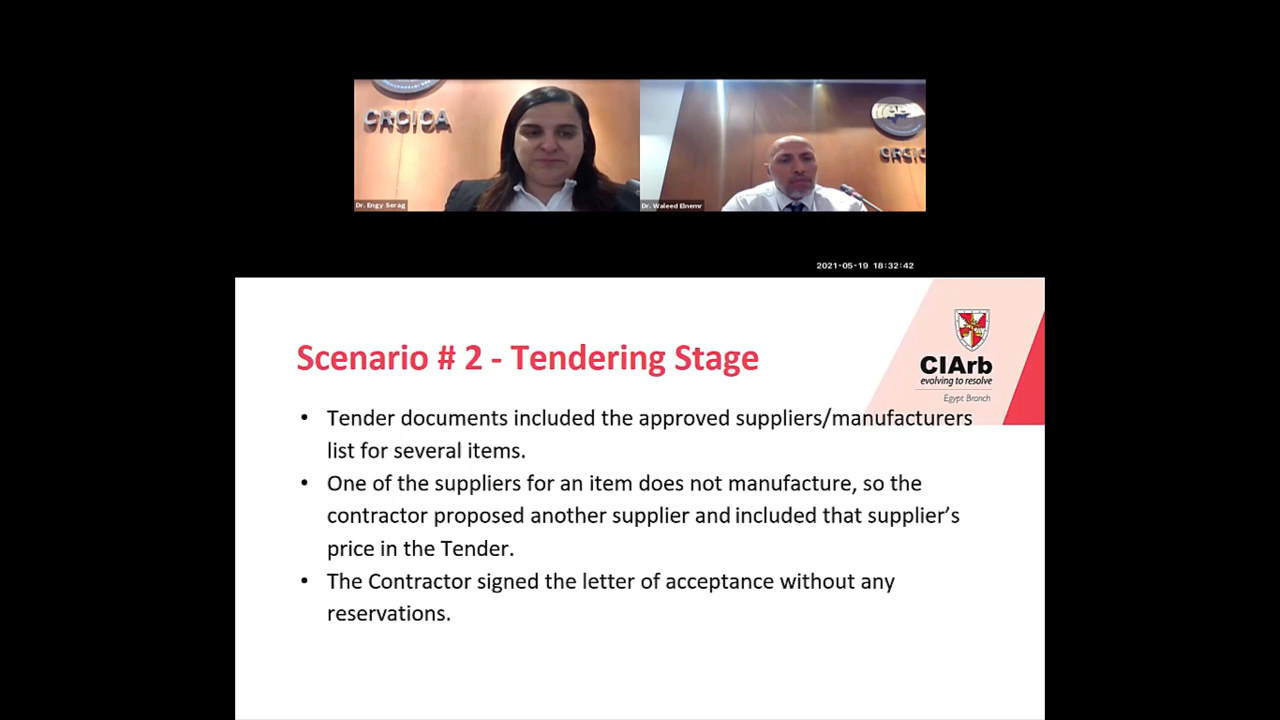 CRCICA
CRCIC
Dr. Engy Serag
Dr. Waleed Elnemr
2021-05-19 18:32:42
Scenario # 2 - Tendering Stage
CIArb
evolving to resolve
Egypt Branch
• Tender documents included the approved suppliers/manufacturers
list for several items.
• One of the suppliers for an item does not manufacture, so the
contractor proposed another supplier and included that supplier's
price in the Tender.
• The Contractor signed the letter of acceptance without any
reservations.